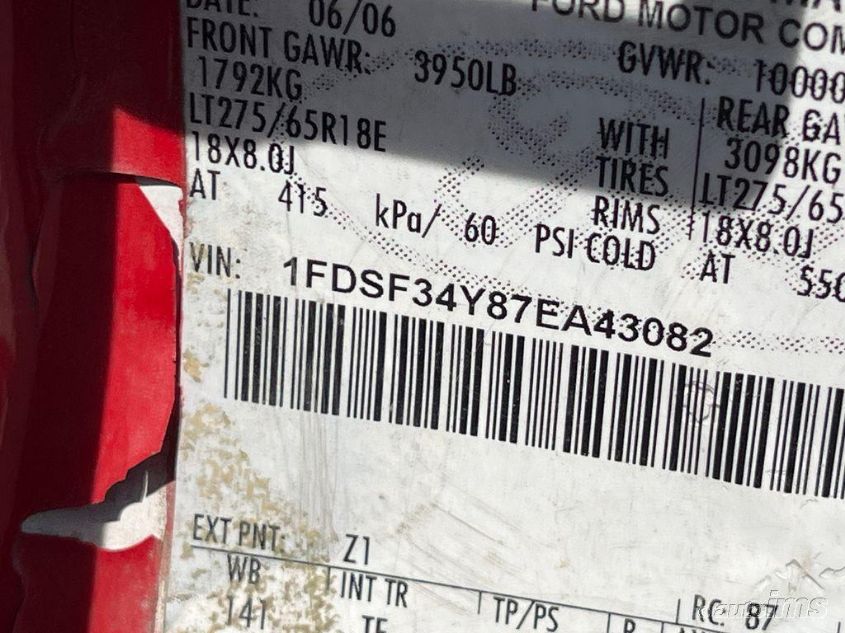 DATE: 06/06 FORD MOTOR COM
FRONT GAWR: 3950LB GVWR: 10000
1792KG WITH REAR GA
LT275/65R18E TIRES 3098KG
18X8.0J RIMS LT275/65
AT 415 kPa/ 60 PSI COLD 18X8.0J
AT 550
VIN: 1FDSF34Y87EA43082
EXT PNT: Z1
WB INT TR TP/PS R RC: 87
141 TE